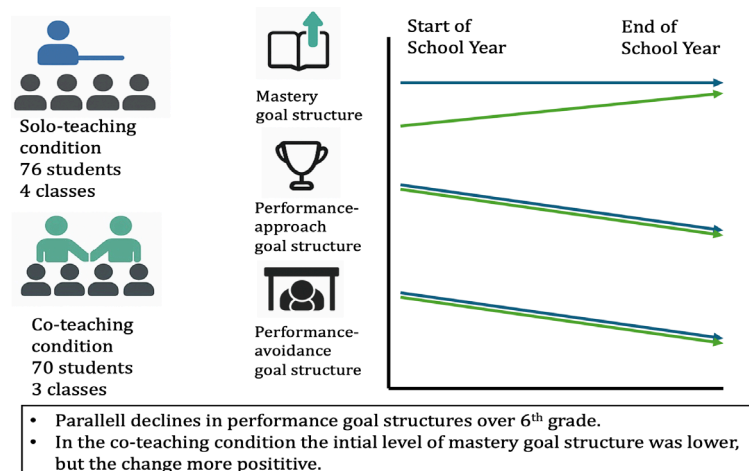 Solo-teaching
condition
76 students
4 classes
Co-teaching
condition
70 students
3 classes
Mastery
goal structure
Performance-
approach
goal structure
Performance-
avoidance
goal structure
Start of
School Year
End of
School Year
• Parallell declines in performance goal structures over 6th grade.
• In the co-teaching condition the intial level of mastery goal structure was lower,
but the change more posititive.